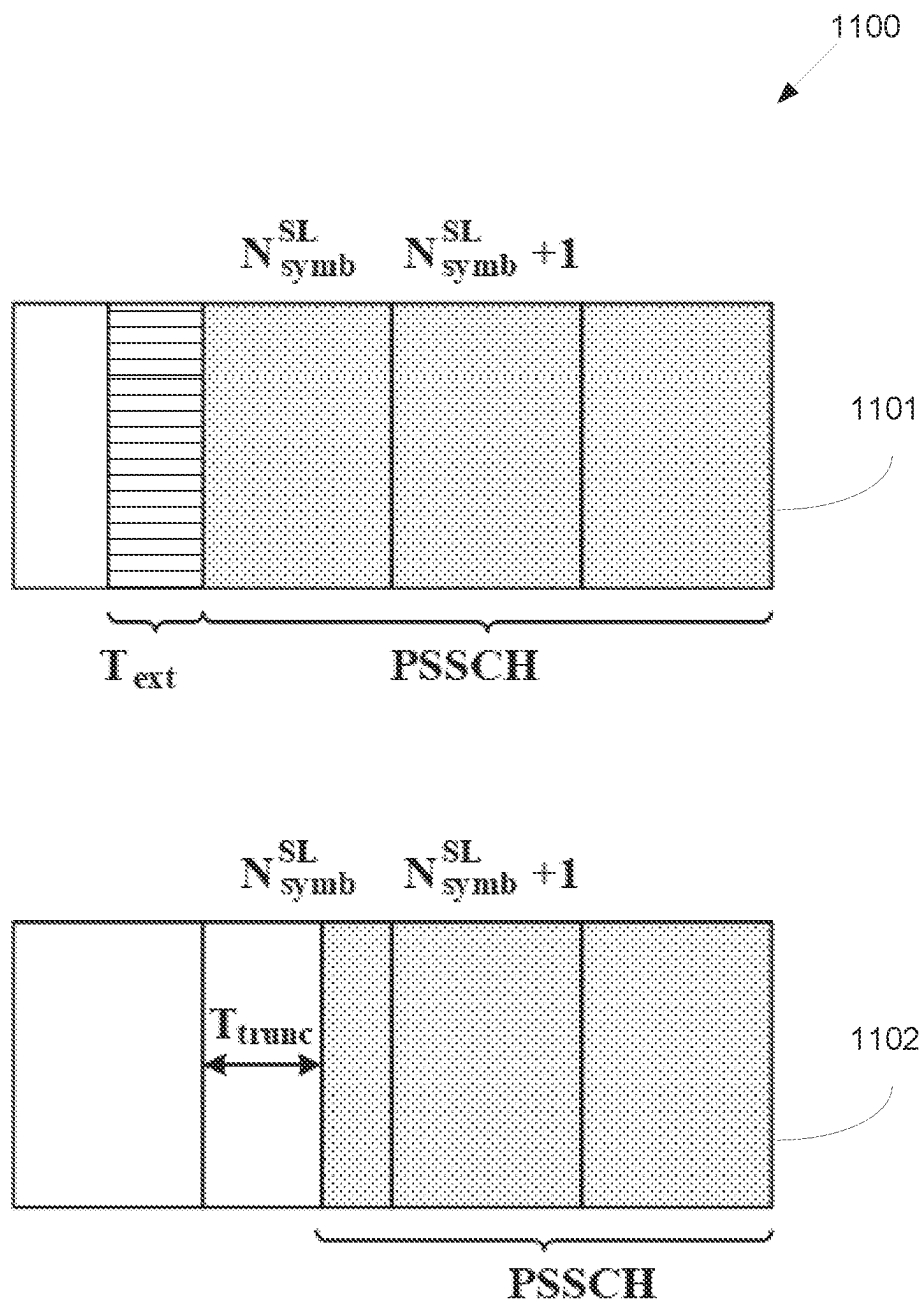 1100
N^SL_symb N^SL_symb +1
1101
T_ext PSSCH
N^SL_symb N^SL_symb +1
T_trunc
1102
PSSCH